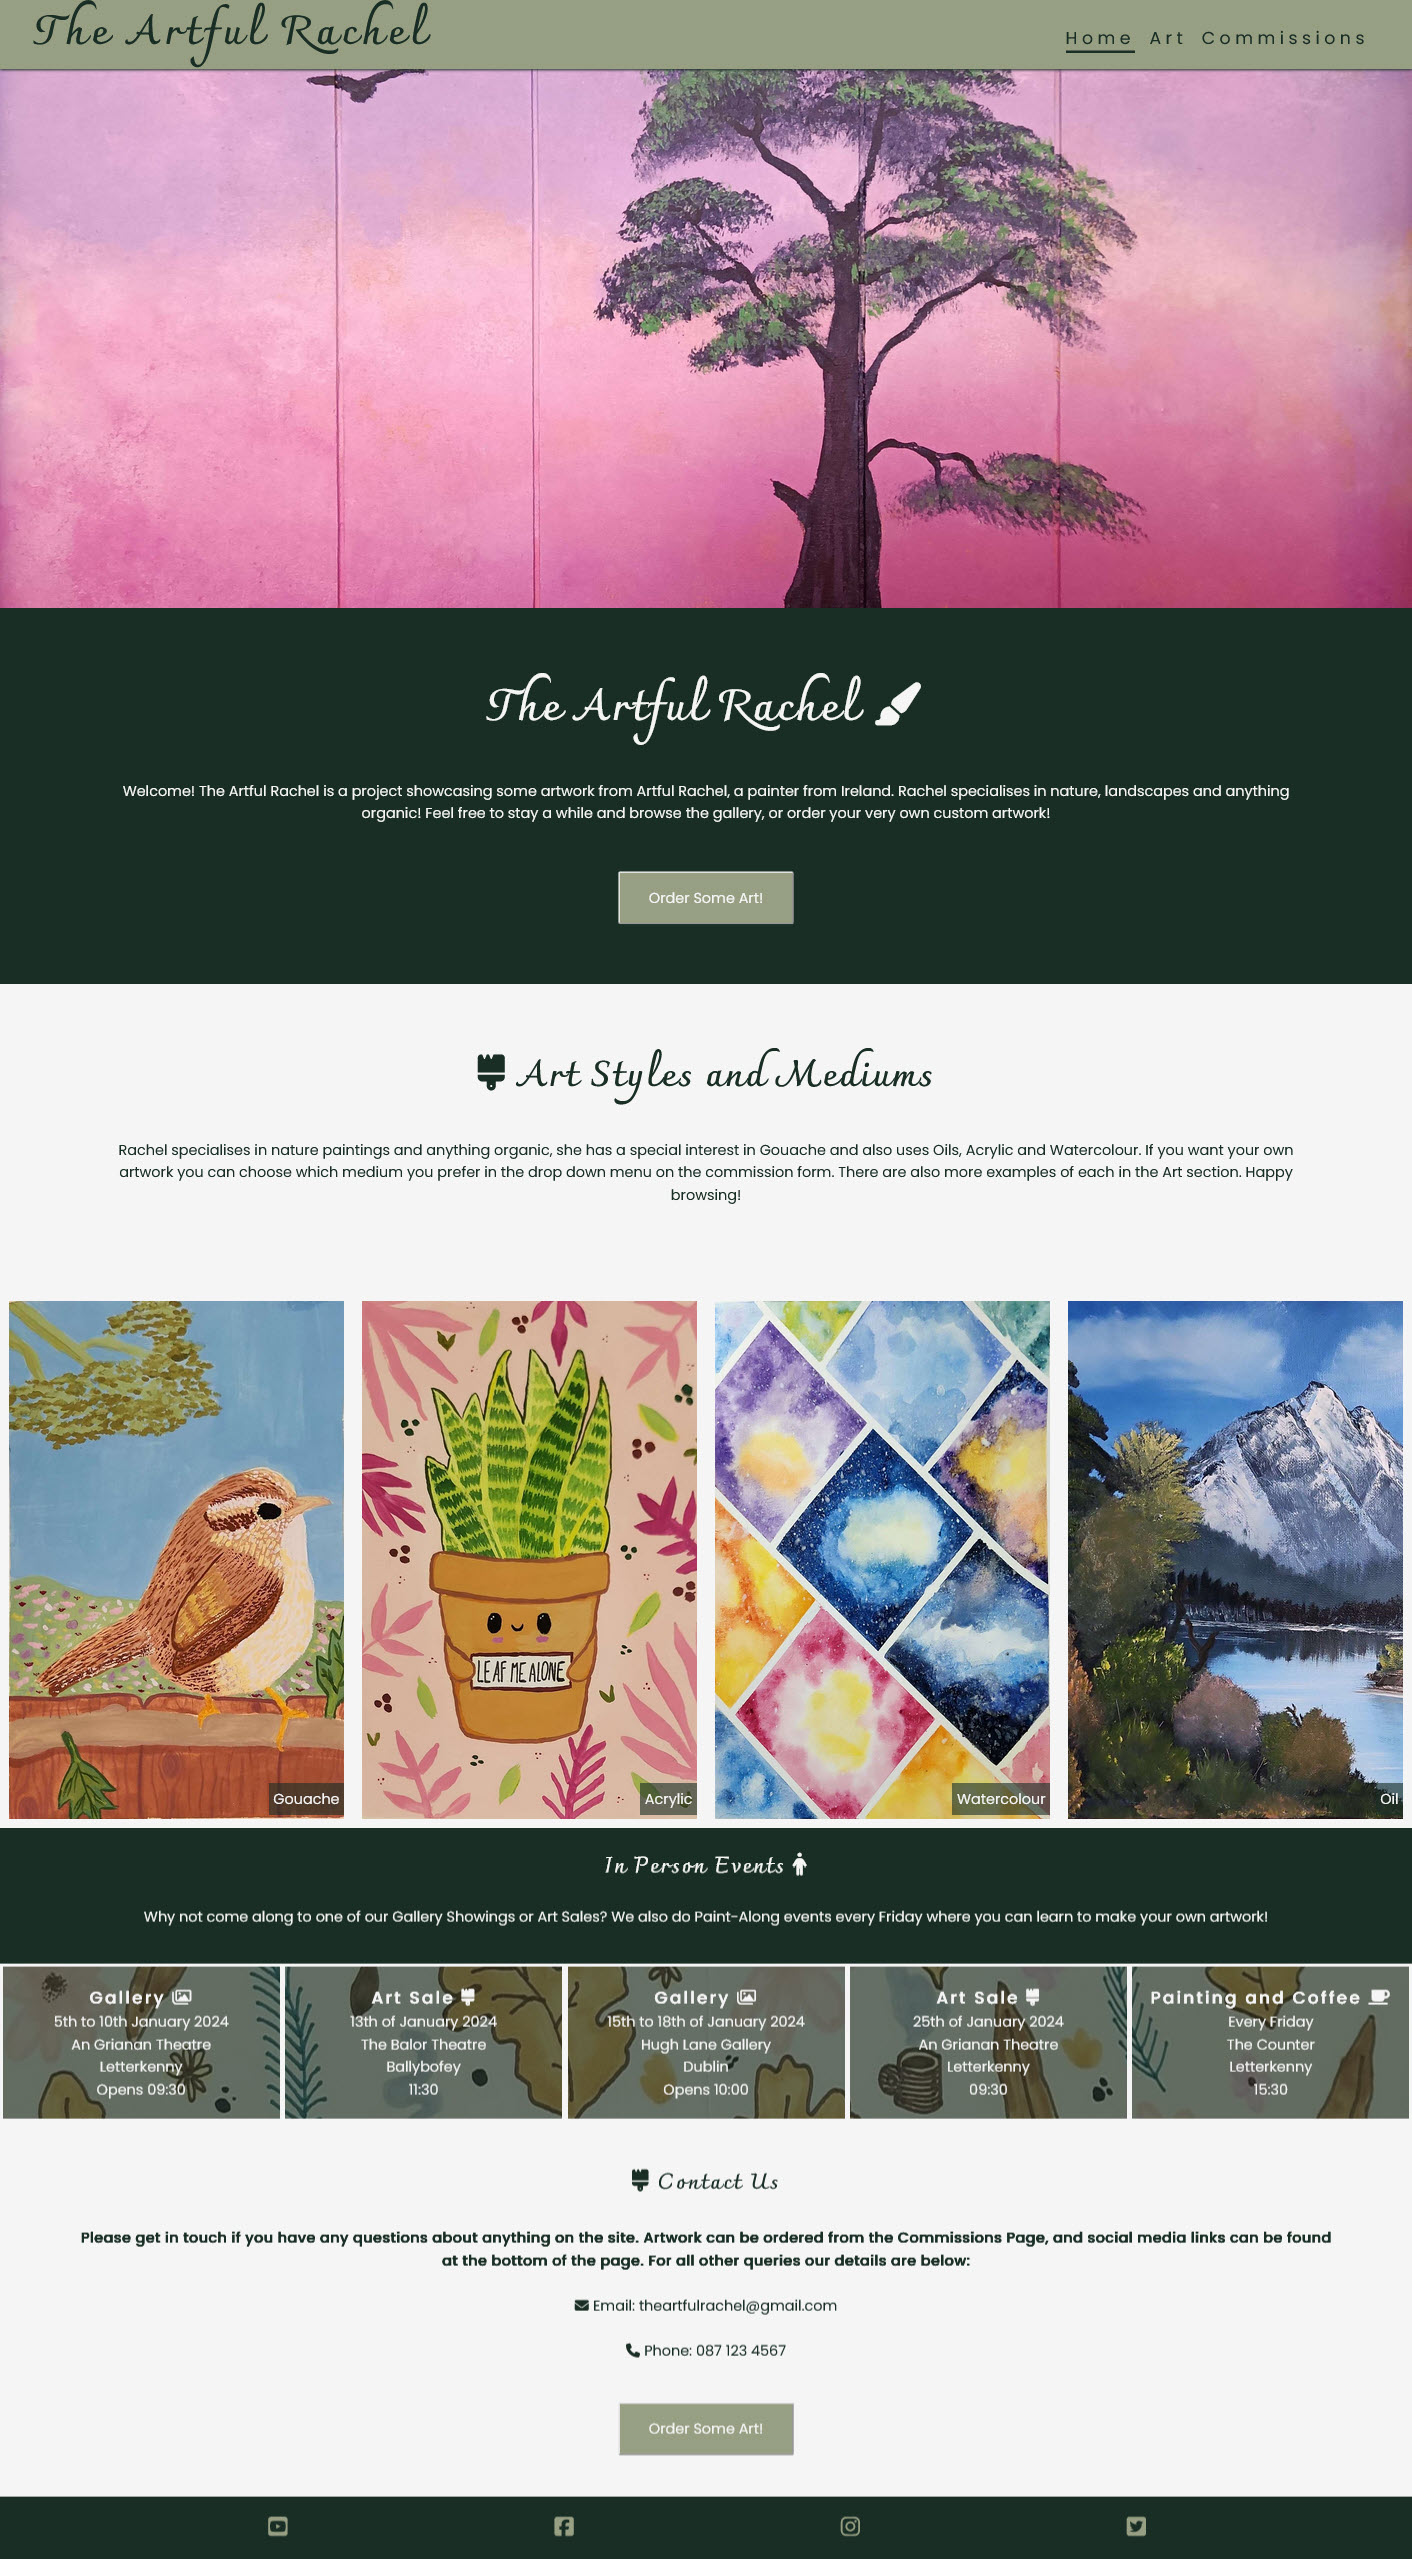 The Artful Rachel
Home Art Commissions
The Artful Rachel
Welcome! The Artful Rachel is a project showcasing some artwork from Artful Rachel, a painter from Ireland. Rachel specialises in nature, landscapes and anything
organic! Feel free to stay a while and browse the gallery, or order your very own custom artwork!
Order Some Art!
Art Styles and Mediums
Rachel specialises in nature paintings and anything organic, she has a special interest in Gouache and also uses Oils, Acrylic and Watercolour. If you want your own
artwork you can choose which medium you prefer in the drop down menu on the commission form. There are also more examples of each in the Art section. Happy
browsing!
LEAF ME ALONE
Gouache
Acrylic
Watercolour
Oil
In Person Events
Why not come along to one of our Gallery Showings or Art Sales? We also do Paint-Along events every Friday where you can learn to make your own artwork!
Gallery
5th to 10th January 2024
An Grianan Theatre
Letterkenny
Opens 09:30
Art Sale
13th of January 2024
The Balor Theatre
Ballybofey
11:30
Gallery
15th to 18th of January 2024
Hugh Lane Gallery
Dublin
Opens 10:00
Art Sale
25th of January 2024
An Grianan Theatre
Letterkenny
09:30
Painting and Coffee
Every Friday
The Counter
Letterkenny
15:30
Contact Us
Please get in touch if you have any questions about anything on the site. Artwork can be ordered from the Commissions Page, and social media links can be found
at the bottom of the page. For all other queries our details are below:
Email: theartfulrachel@gmail.com
Phone: 087 123 4567
Order Some Art!